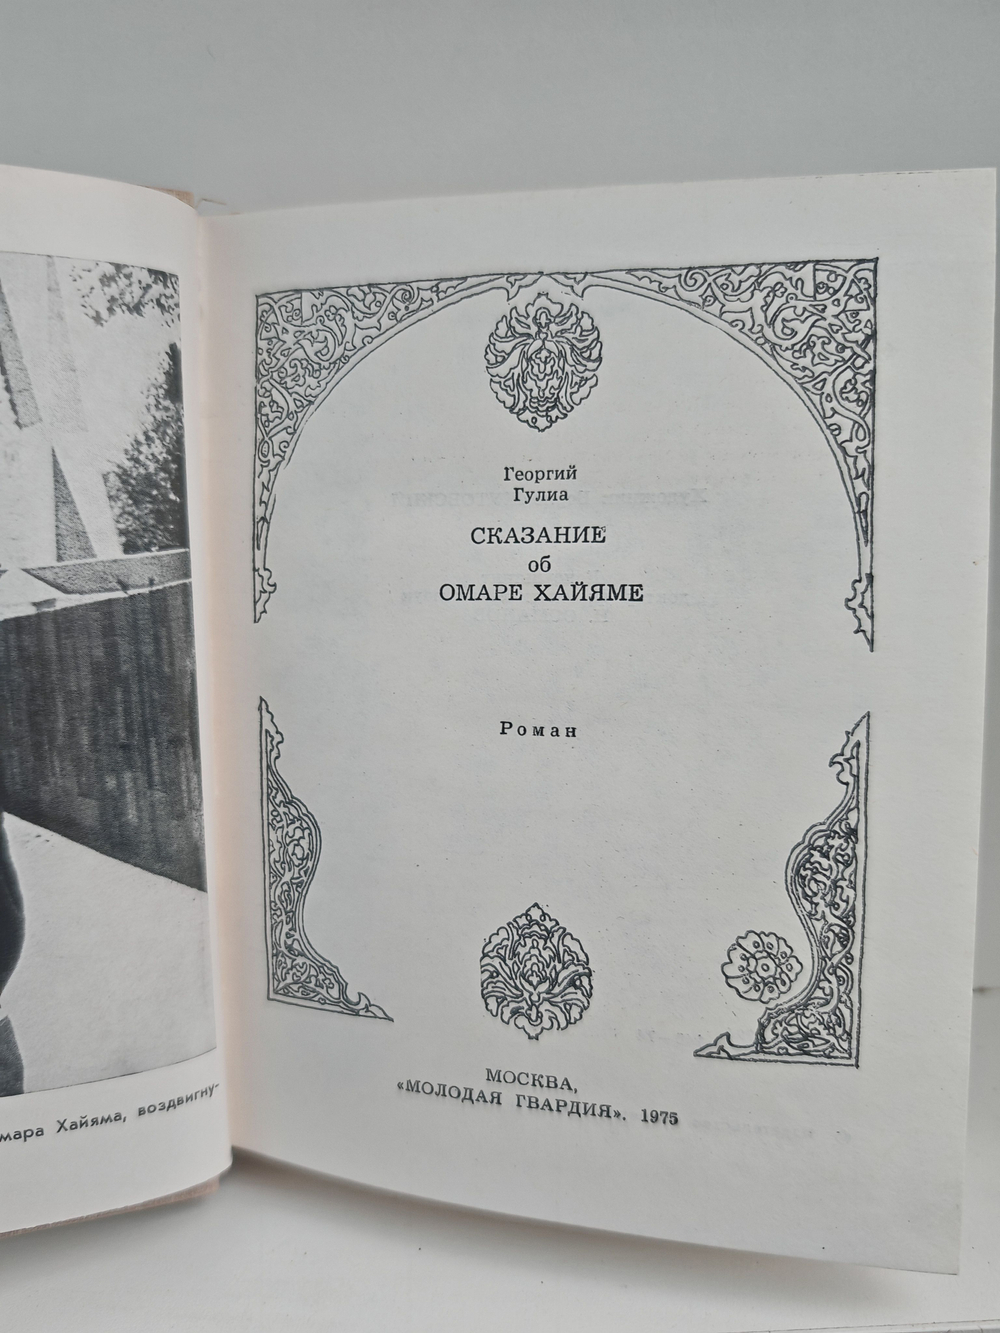 мара Хайяма, воздвигну-
Георгий
Гулиа
СКАЗАНИЕ
об
ОМАРЕ ХАЙЯМЕ
Роман
МОСКВА,
«МОЛОДАЯ ГВАРДИЯ». 1975